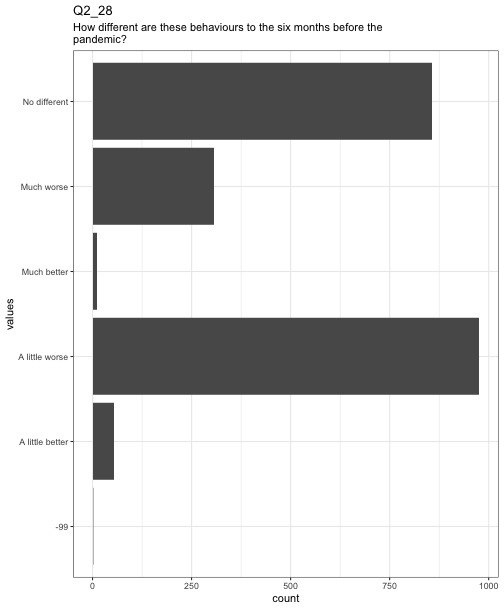 Q2_28
How different are these behaviours to the six months before the
pandemic?
No different
Much worse
Much better
values
A little worse
A little better
-99
0 250 500 750 1000
count